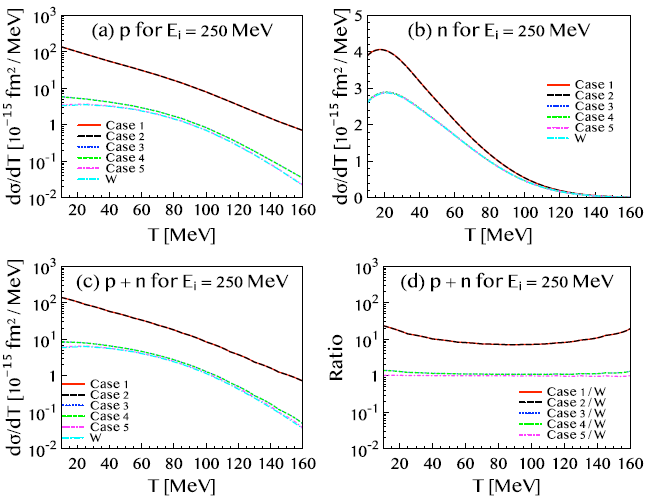 (a) p for Eᵢ = 250 MeV
dσ/dT [10⁻¹⁵ fm² / MeV]
10³
10²
10¹
10⁰
10⁻¹
10⁻²
Case 1
Case 2
Case 3
Case 4
Case 5
W
20 40 60 80 100 120 140 160
T [MeV]
(b) n for Eᵢ = 250 MeV
dσ/dT [10⁻¹⁵ fm² / MeV]
5
4
3
2
1
0
Case 1
Case 2
Case 3
Case 4
Case 5
W
20 40 60 80 100 120 140 160
T [MeV]
(c) p + n for Eᵢ = 250 MeV
dσ/dT [10⁻¹⁵ fm² / MeV]
10³
10²
10¹
10⁰
10⁻¹
10⁻²
Case 1
Case 2
Case 3
Case 4
Case 5
W
20 40 60 80 100 120 140 160
T [MeV]
(d) p + n for Eᵢ = 250 MeV
Ratio
10³
10²
10¹
1
10⁻¹
10⁻²
Case 1/W
Case 2/W
Case 3/W
Case 4/W
Case 5/W
20 40 60 80 100 120 140 160
T [MeV]